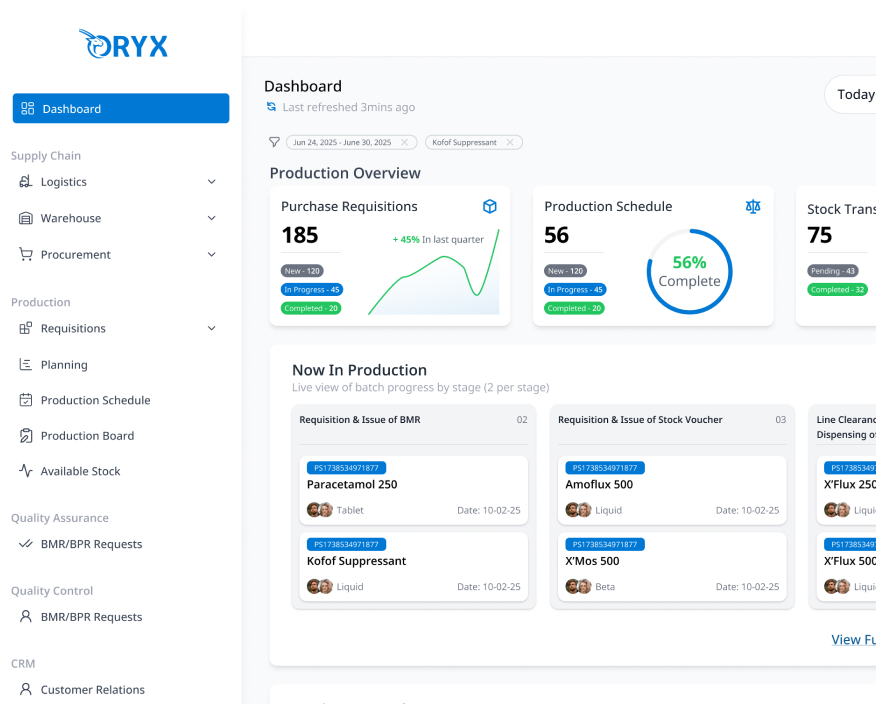 ORYX
Dashboard
Supply Chain
Logistics
Warehouse
Procurement
Production
Requisitions
Planning
Production Schedule
Production Board
Available Stock
Quality Assurance
BMR/BPR Requests
Quality Control
BMR/BPR Requests
CRM
Customer Relations
Dashboard
Last refreshed 3mins ago
Today
Jun 24, 2025 - June 30, 2025
Kofof Suppressant
Production Overview
Purchase Requisitions
185
+ 45% In last quarter
New - 120
In Progress - 45
Completed - 20
Production Schedule
56
New - 120
In Progress - 45
Completed - 20
56%
Complete
Stock Trans
75
Pending - 43
Completed - 32
Now In Production
Live view of batch progress by stage (2 per stage)
Requisition & Issue of BMR 02
PS1738534971877
Paracetamol 250
Tablet Date: 10-02-25
PS1738534971877
Kofof Suppressant
Liquid Date: 10-02-25
Requisition & Issue of Stock Voucher 03
PS1738534971877
Amoflux 500
Liquid Date: 10-02-25
PS1738534971877
X'Mos 500
Beta Date: 10-02-25
Line Clearanc
Dispensing of
PS173853497
X'Flux 250
Liquid
PS173853497
X'Flux 500
Liquid
View Fu